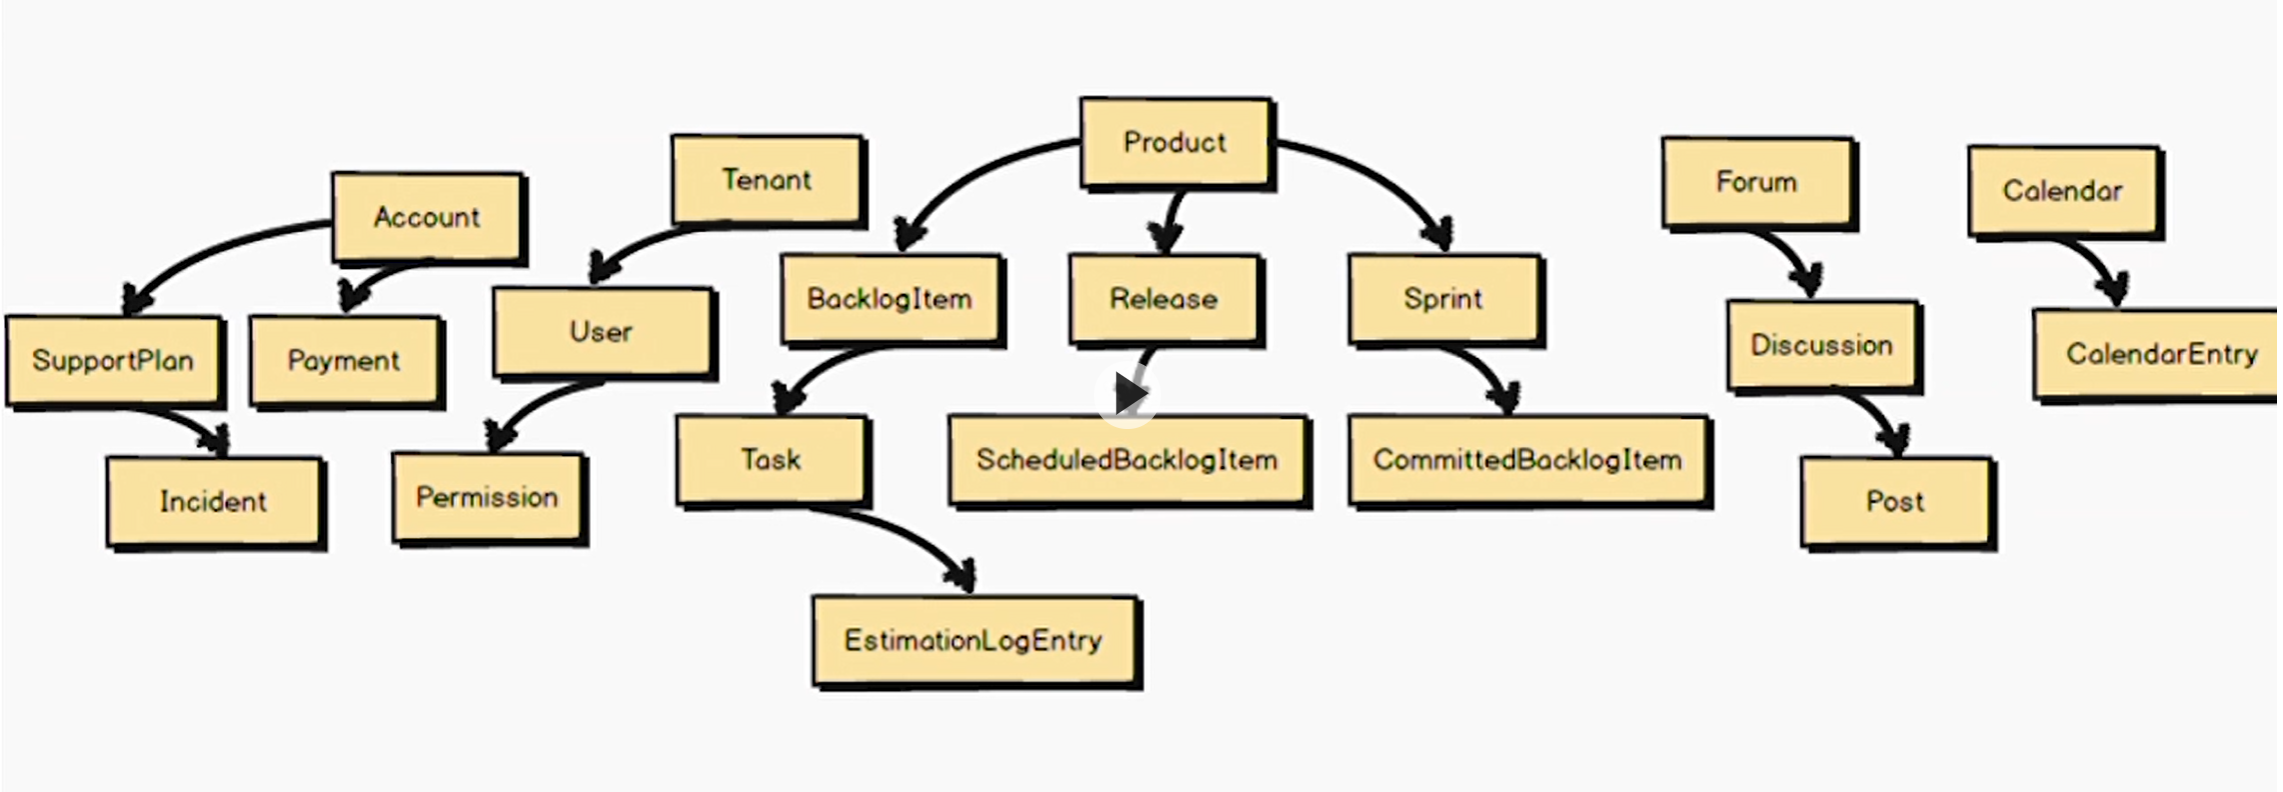 Product
Tenant
Forum
Calendar
Account
BacklogItem
Release
Sprint
User
Discussion
CalendarEntry
SupportPlan
Payment
Task
ScheduledBacklogItem
CommittedBacklogItem
Incident
Permission
Post
EstimationLogEntry